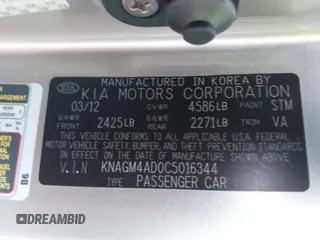 MANUFACTURED IN KOREA BY
KIA KIA MOTORS CORPORATION
03/12 GVWR 4586LB PAINT STM
GAWR FRONT 2425LB GAWR REAR 2271LB TRIM VA
THIS VEHICLE CONFORMS TO ALL APPLICABLE
FEDERAL MOTOR VEHICLE SAFETY, BUMPER, AND THEFT PREVENTION
STANDARDS IN EFFECT ON THE DATE OF MANUFACTURE SHOWN ABOVE
V.I.N KNAGM4AD0C5016344
TYPE PASSENGER CAR
B6
DREAMBID